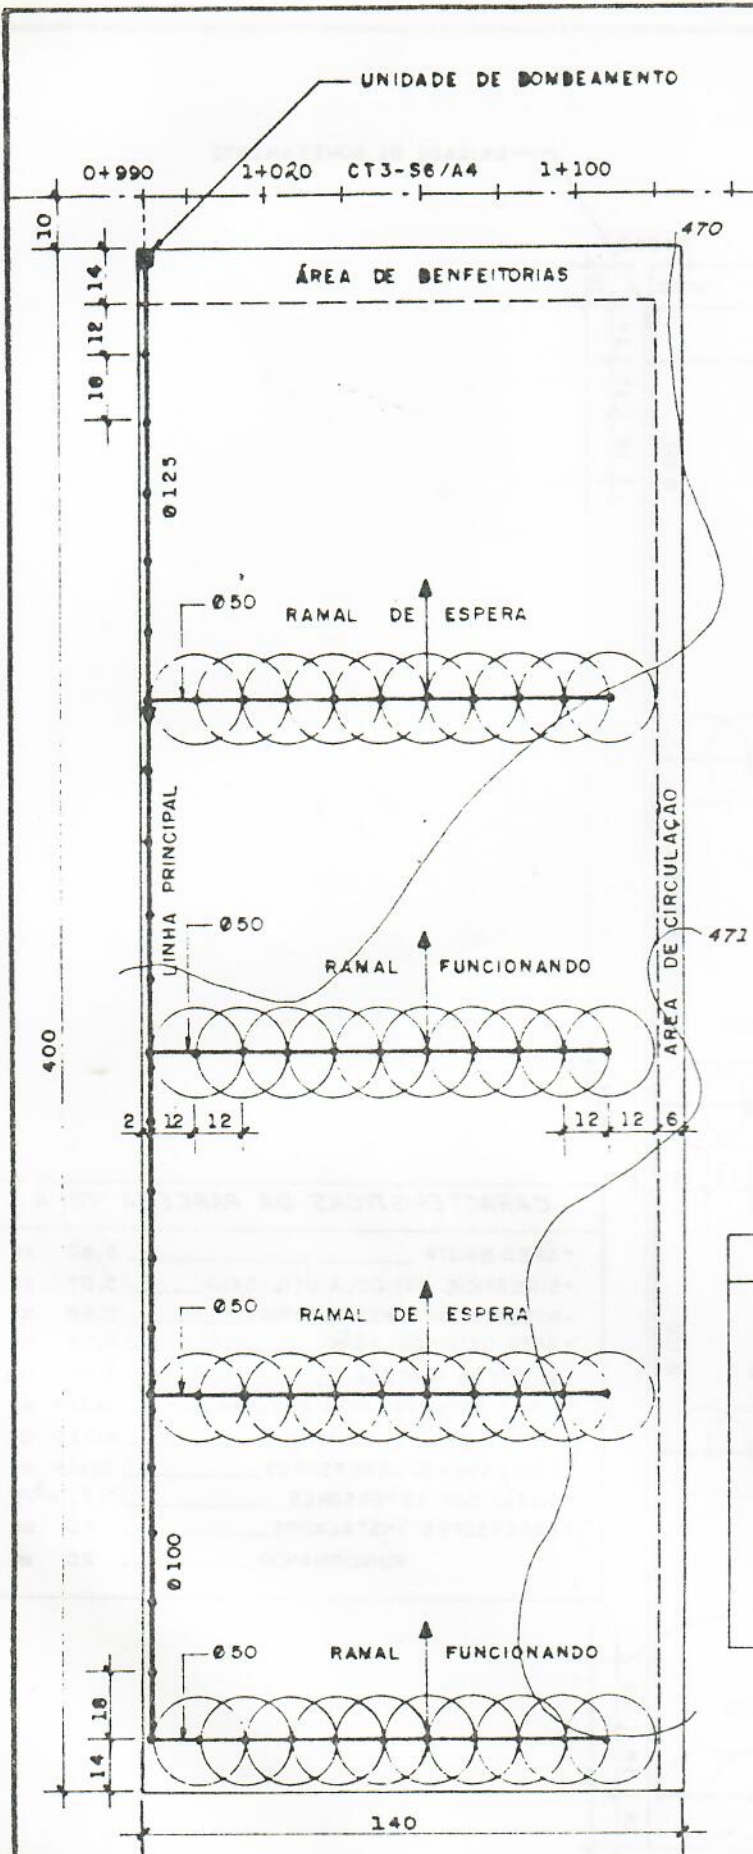 UNIDADE DE BOMBEAMENTO
0+990 1+020 CT3-S6/A4 1+100
10
470
14
ÁREA DE BENFEITORIAS
12
18
Ø125
Ø50
RAMAL DE ESPERA
LINHA PRINCIPAL
ÁREA DE CIRCULAÇÃO
Ø50
471
RAMAL FUNCIONANDO
400
2 12 12 12 12 6
Ø50
RAMAL DE ESPERA
Ø100
Ø50
RAMAL FUNCIONANDO
18
14
140